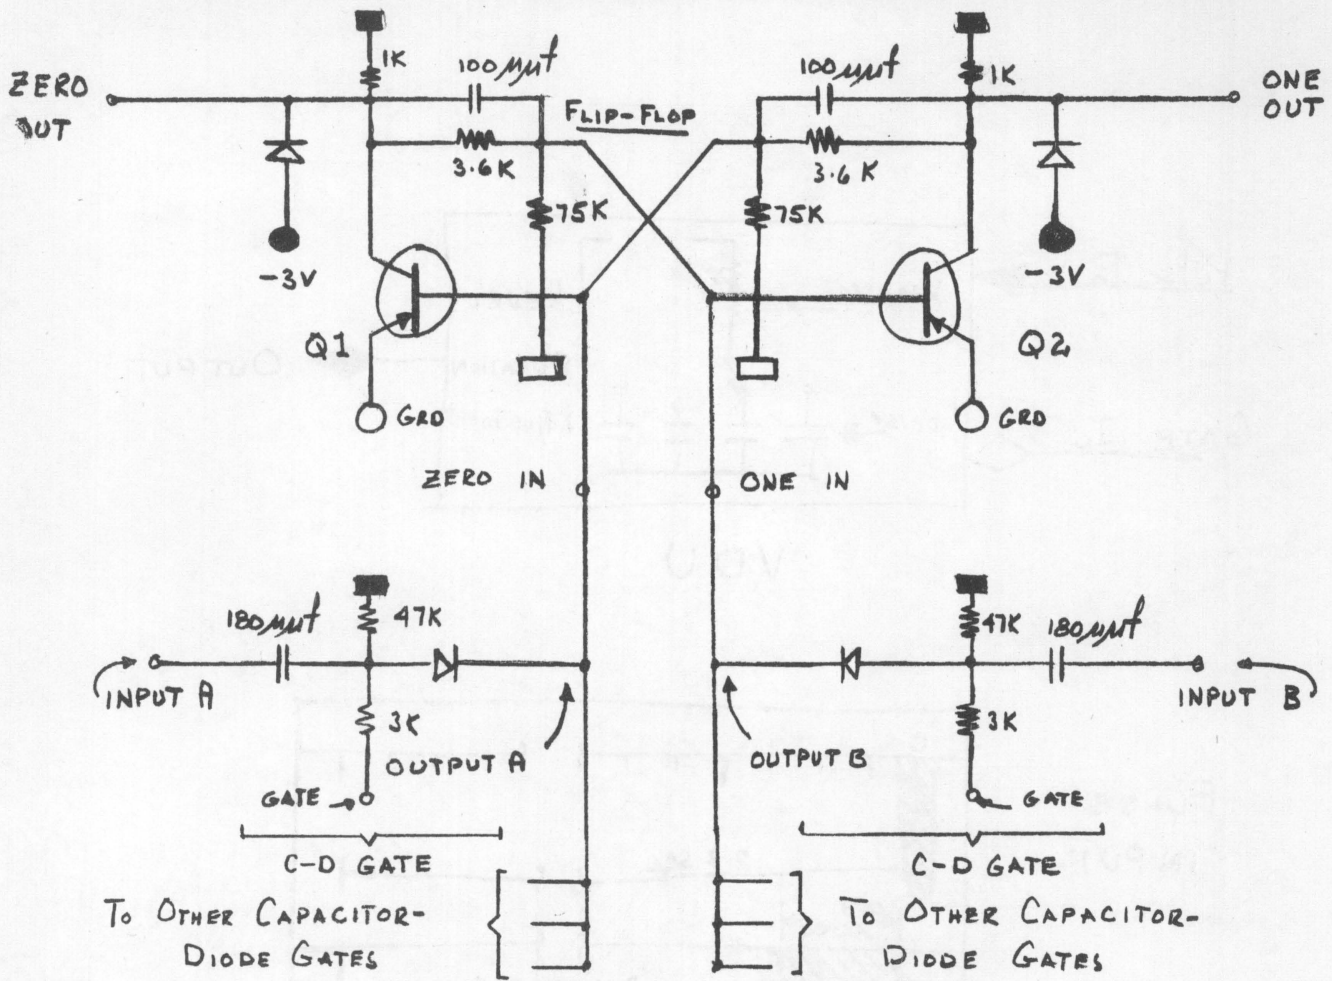 1K
100µµf
100µµf
1K
ZERO
OUT
ONE
OUT
FLIP-FLOP
3.6K
3.6K
75K
75K
-3V
-3V
Q1
Q2
GRD
GRD
ZERO IN
ONE IN
180µµf
47K
47K
180µµf
INPUT A
INPUT B
3K
3K
OUTPUT A
OUTPUT B
GATE
GATE
C-D GATE
C-D GATE
TO OTHER CAPACITOR-
DIODE GATES
TO OTHER CAPACITOR-
DIODE GATES